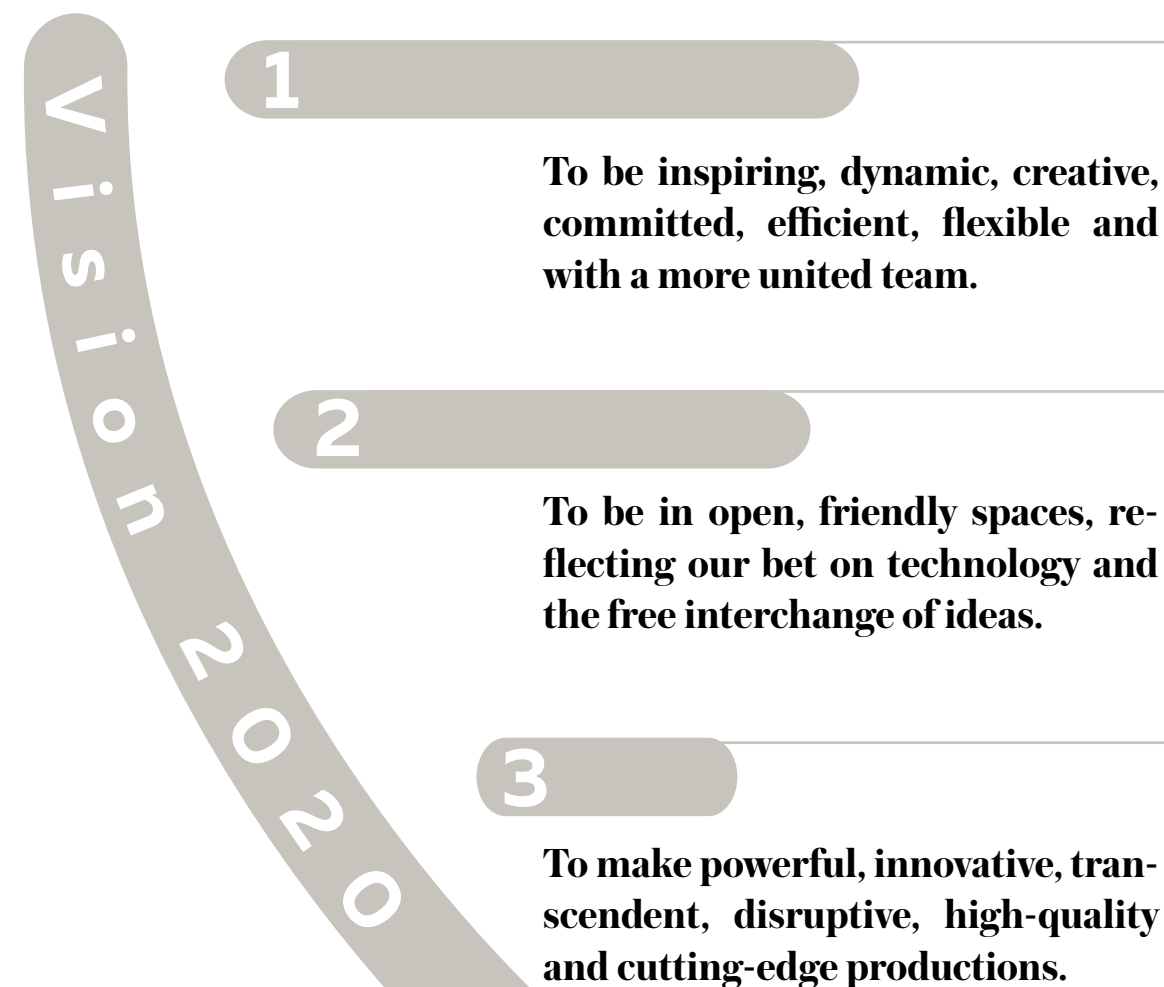 Vision 2020
1
To be inspiring, dynamic, creative,
committed, efficient, flexible and
with a more united team.
2
To be in open, friendly spaces, re-
flecting our bet on technology and
the free interchange of ideas.
3
To make powerful, innovative, tran-
scendent, disruptive, high-quality
and cutting-edge productions.